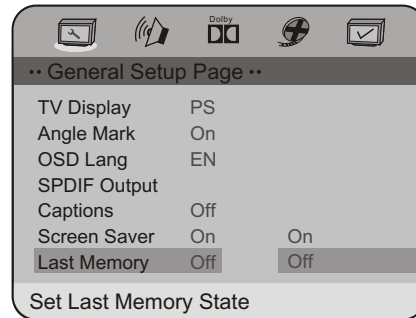 Dolby
•• General Setup Page ••
TV Display PS
Angle Mark On
OSD Lang EN
SPDIF Output
Captions Off
Screen Saver On On
Last Memory Off Off
Set Last Memory State